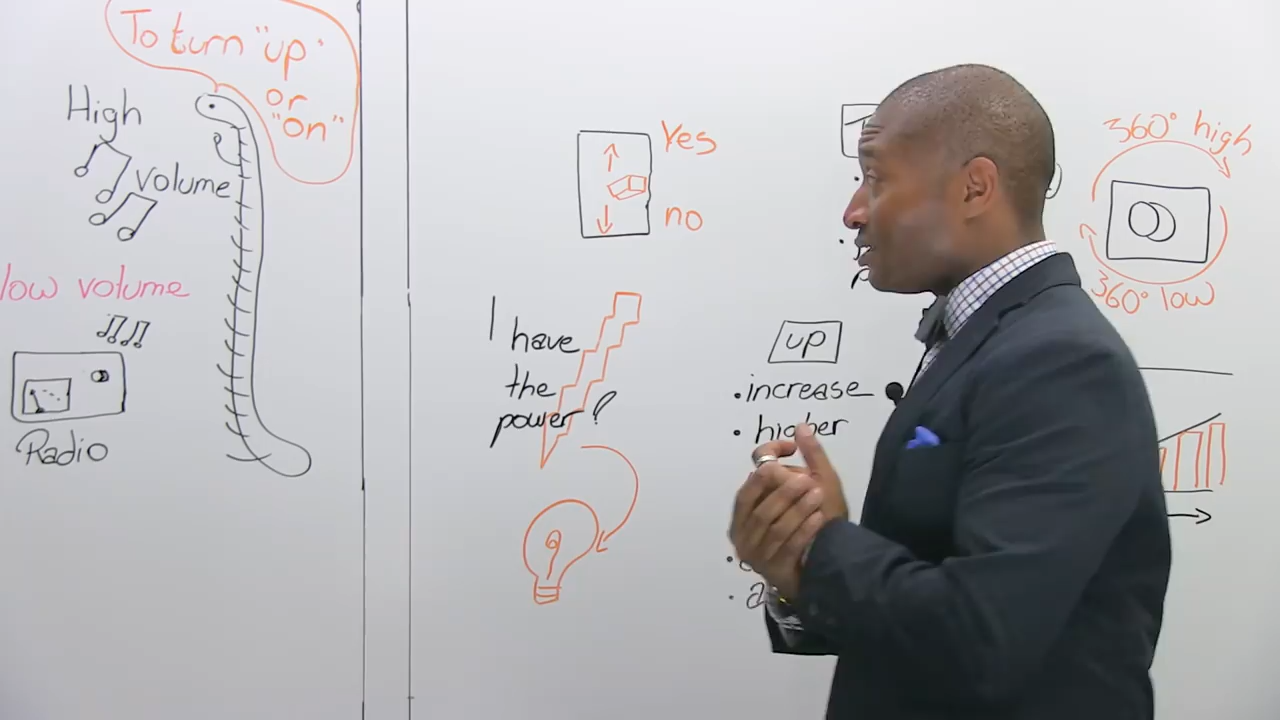 To turn "up"
or
"on"
High
volume
low volume
Radio
Yes
no
I have
the
power?
up
• increase
• higher
360° high
360° low